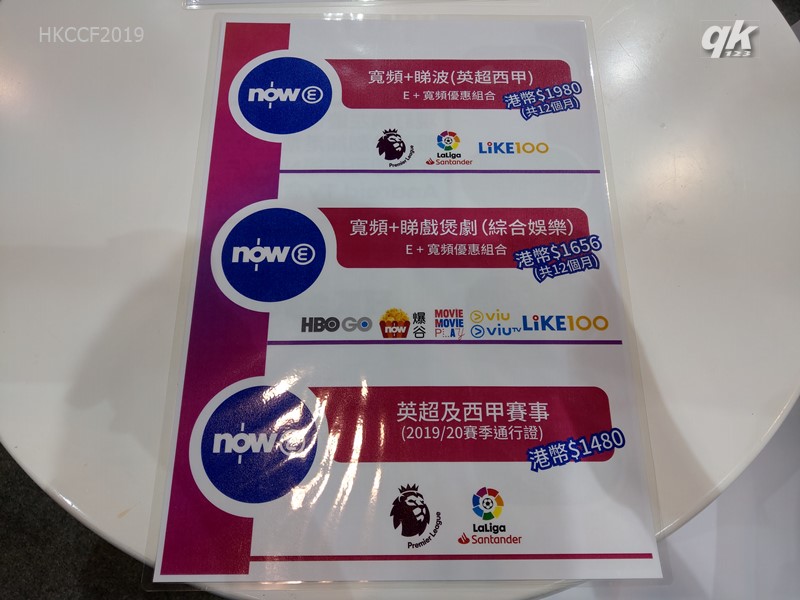 HKCCF2019
qk
123
now E
寬頻+睇波(英超西甲)
E + 寬頻優惠組合
港幣$1980
(共12個月)
Premier League
LaLiga
Santander
LiKE100
now E
寬頻+睇戲煲劇(綜合娛樂)
E + 寬頻優惠組合
港幣$1656
(共12個月)
HBO GO
now
爆谷
MOVIE
MOVIE
PLAY
viu
viuTV
LiKE100
now E
英超及西甲賽事
(2019/20賽季通行證)
港幣$1480
Premier League
LaLiga
Santander